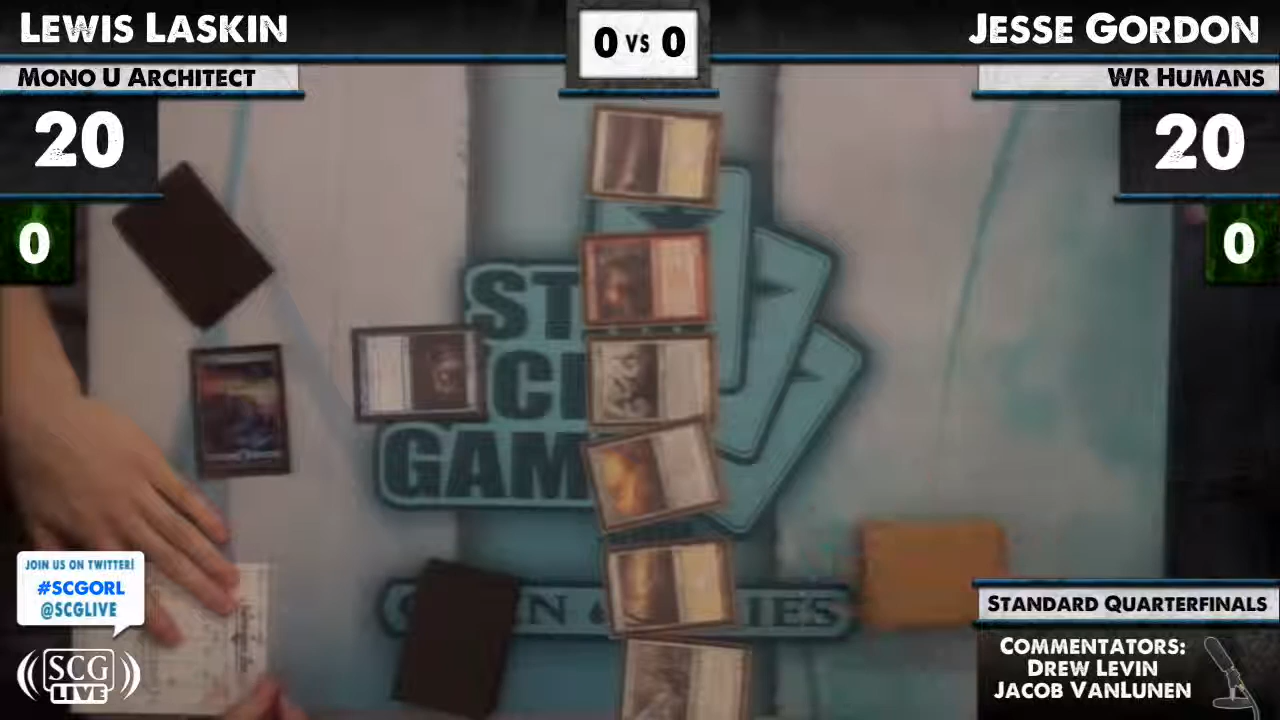 LEWIS LASKIN
0 VS 0
JESSE GORDON
MONO U ARCHITECT
WR HUMANS
20
20
0
0
GAM
JOIN US ON TWITTER!
#SCGORL
@SCGLIVE
STANDARD QUARTERFINALS
COMMENTATORS:
DREW LEVIN
JACOB VANLUNEN
SCG
LIVE